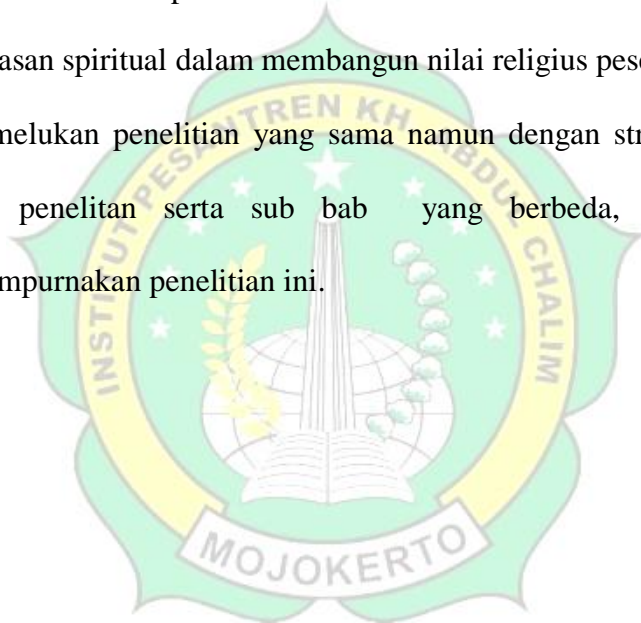 asan spiritual dalam membangun nilai religius pese
melukan penelitian yang sama namun dengan str
penelitan serta sub bab yang berbeda,
mpurnakan penelitian ini.
INSTITUT PESANTREN KH. ABDUL CHALIM
MOJOKERTO